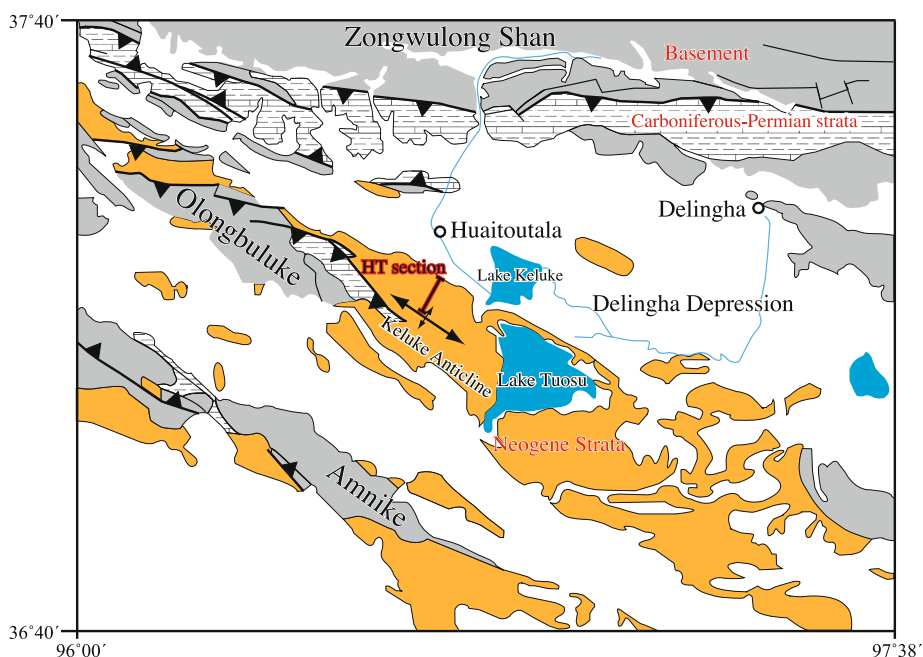 37°40′
Zongwulong Shan
Basement
Carboniferous-Permian strata
Olongbuluke
Delingha
Huaitoutala
HT section
Lake Keluke
Delingha Depression
Keluke Anticline
Lake Tuosu
Neogene Strata
Amnike
36°40′
96°00′
97°38′